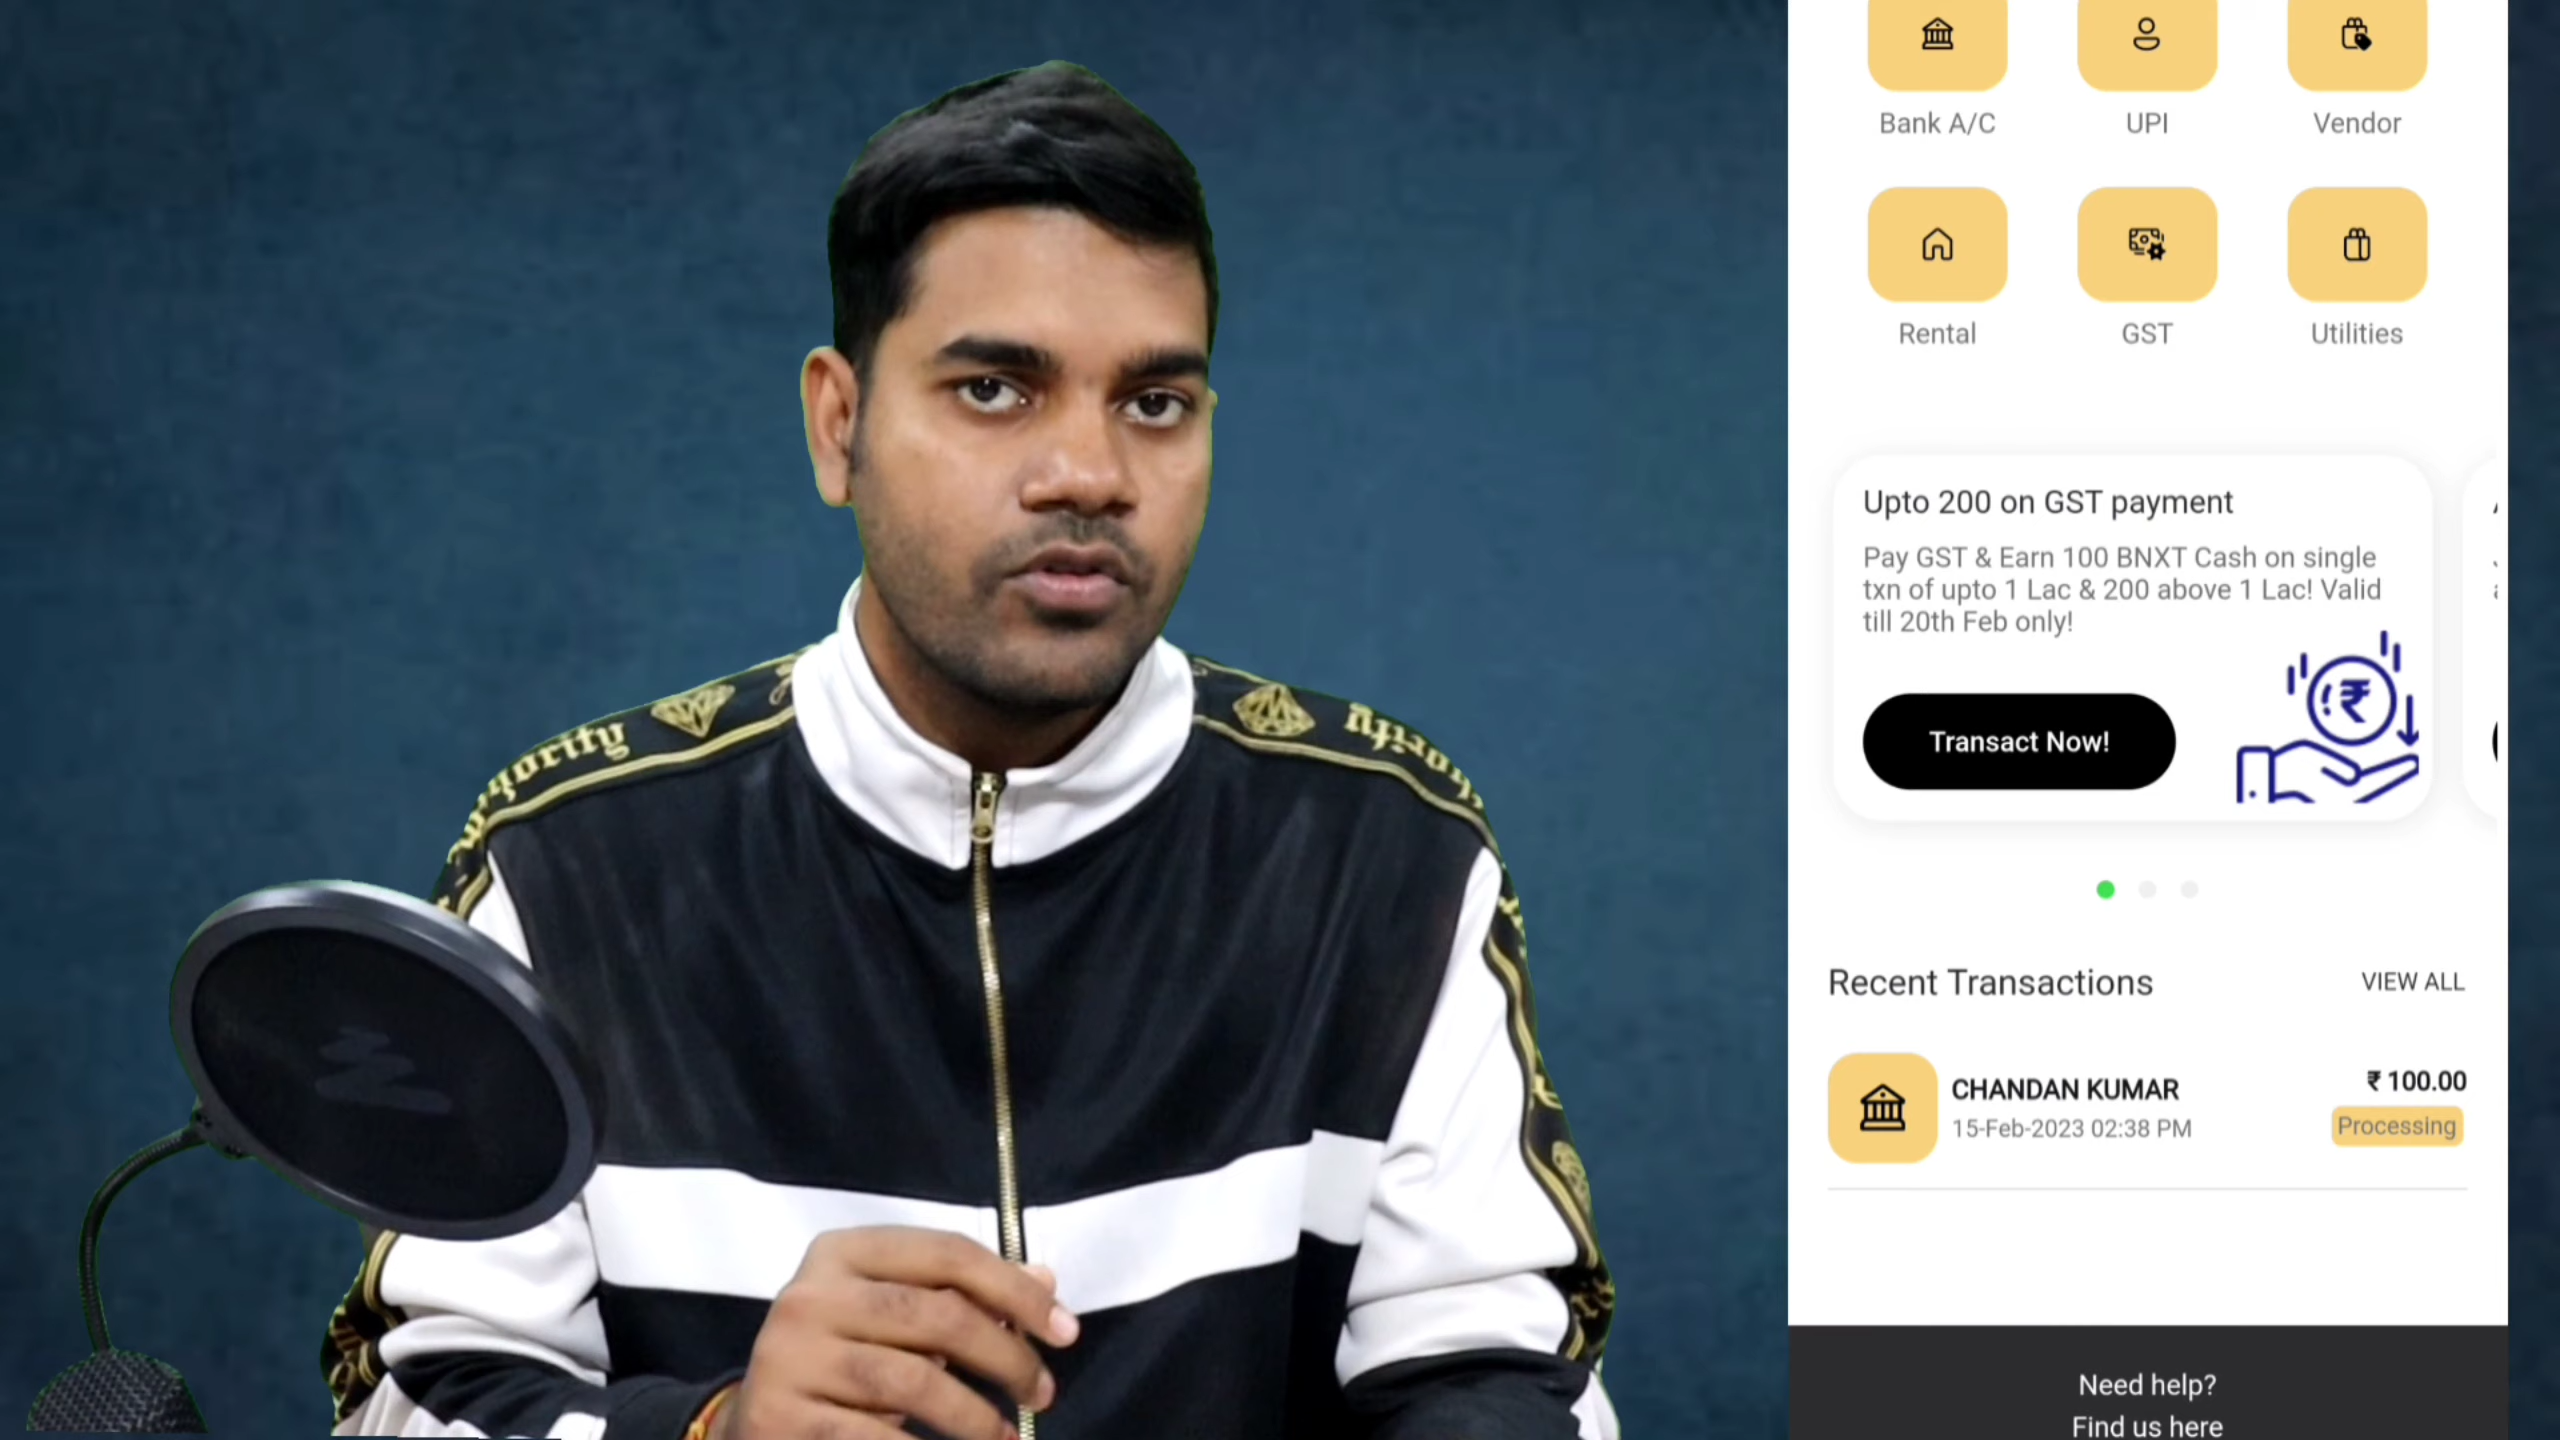 Bank A/C
UPI
Vendor
Rental
GST
Utilities
Upto 200 on GST payment
Pay GST & Earn 100 BNXT Cash on single
txn of upto 1 Lac & 200 above 1 Lac! Valid
till 20th Feb only!
Transact Now!
Recent Transactions
VIEW ALL
CHANDAN KUMAR
15-Feb-2023 02:38 PM
₹ 100.00
Processing
Need help?
Find us here